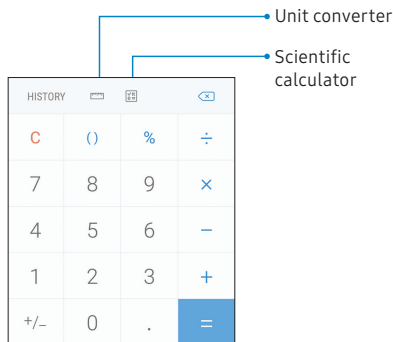 Unit converter
Scientific
calculator
HISTORY
C () % ÷
7 8 9 ×
4 5 6 −
1 2 3 +
+/− 0 . =